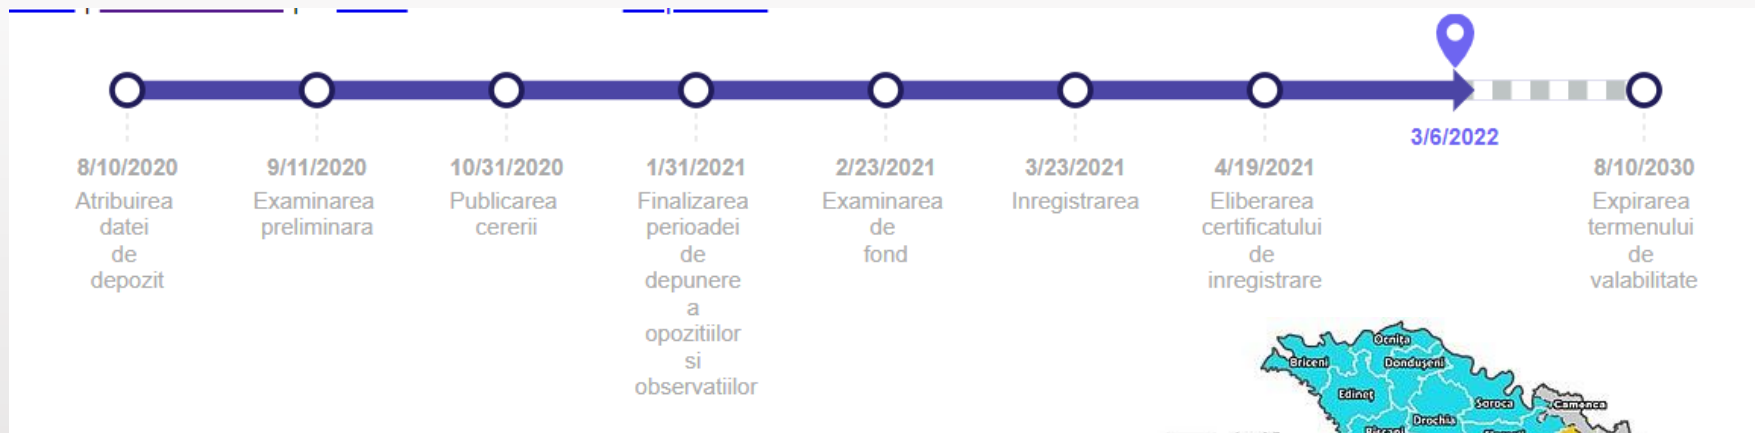 3/6/2022
8/10/2020
Atribuirea
datei
de
depozit
9/11/2020
Examinarea
preliminara
10/31/2020
Publicarea
cererii
1/31/2021
Finalizarea
perioadei
de
depunere
a
opozitiilor
si
observatiilor
2/23/2021
Examinarea
de
fond
3/23/2021
Inregistrarea
4/19/2021
Eliberarea
certificatului
de
inregistrare
8/10/2030
Expirarea
termenului
de
valabilitate
Ocnița
Briceni
Dondușeni
Edineț
Soroca
Camenca
Drochia